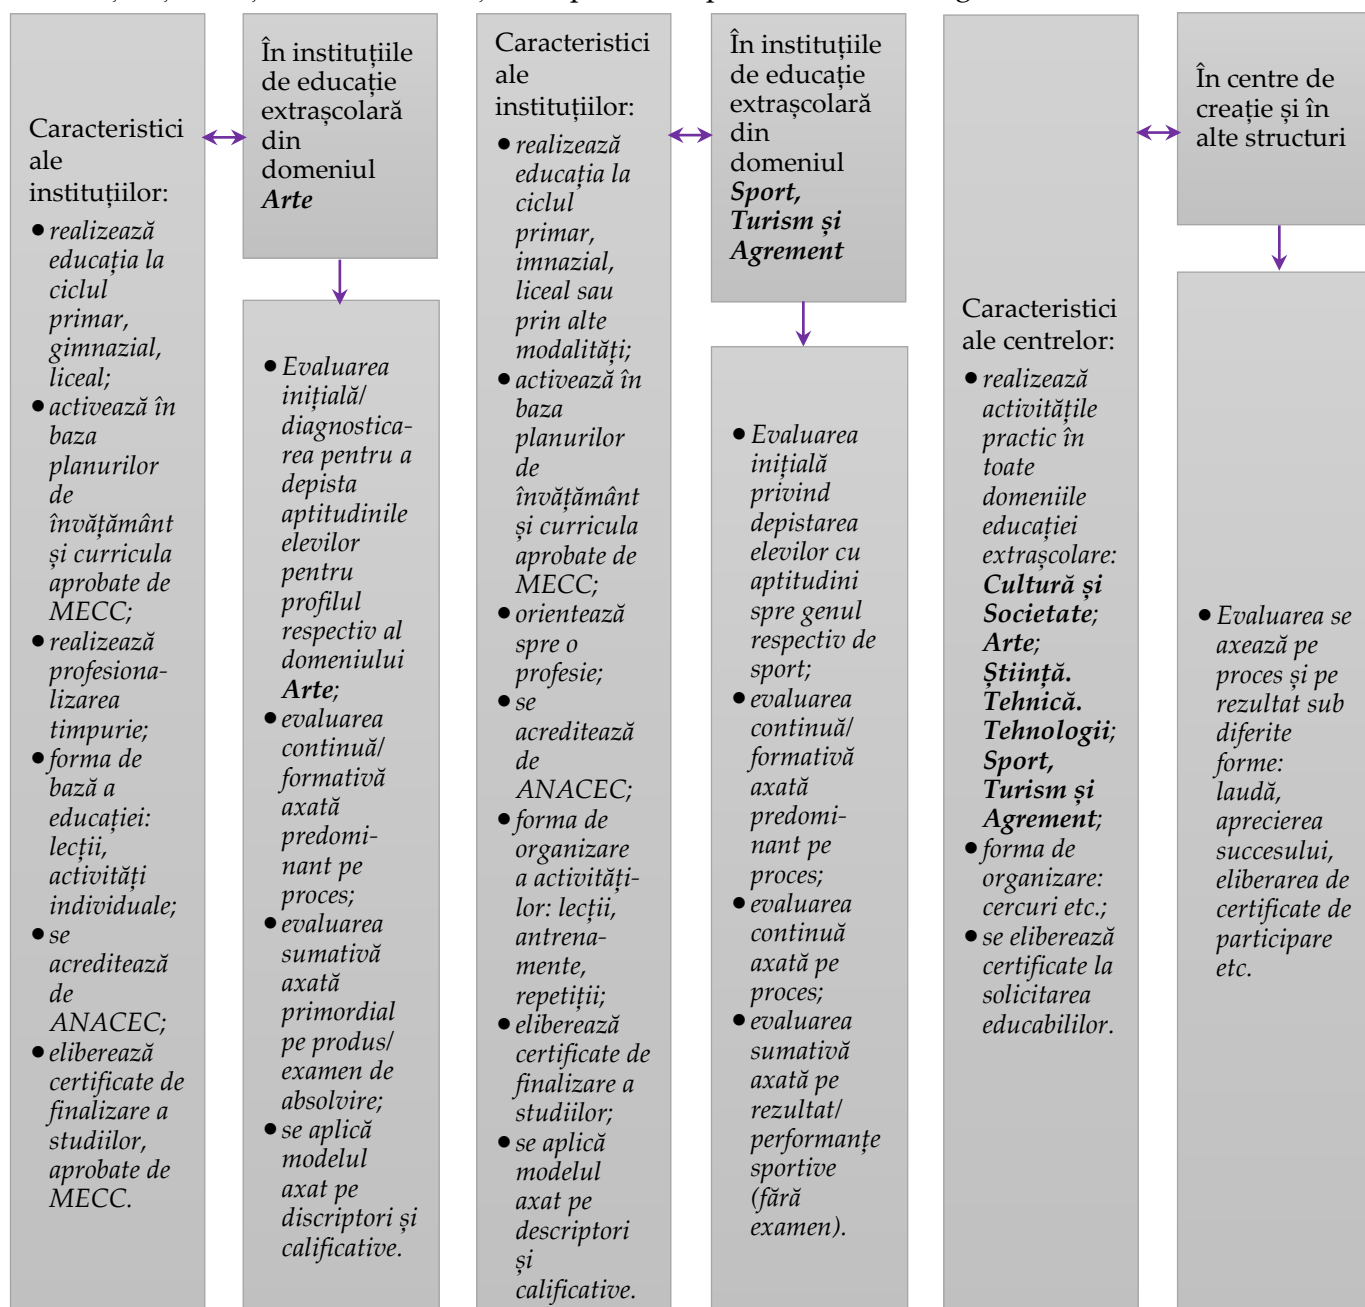 Caracteristici
ale
instituțiilor:
• realizează
educația la
ciclul
primar,
gimnazial,
liceal;
• activează în
baza
planurilor
de
învățământ
și curricula
aprobate de
MECC;
• realizează
profesiona-
lizarea
timpurie;
• forma de
bază a
educației:
lecții,
activități
individuale;
• se
acreditează
de
ANACEC;
• eliberează
certificate de
finalizare a
studiilor,
aprobate de
MECC.
În instituțiile
de educație
extrașcolară
din
domeniul
Arte
• Evaluarea
inițială/
diagnostica-
rea pentru a
depista
aptitudinile
elevilor
pentru
profilul
respectiv al
domeniului
Arte;
• evaluarea
continuă/
formativă
axată
predomi-
nant pe
proces;
• evaluarea
sumativă
axată
primordial
pe produs/
examen de
absolvire;
• se aplică
modelul
axat pe
discriptori și
calificative.
Caracteristici
ale
instituțiilor:
• realizează
educația la
ciclul
primar,
imnazial,
liceal sau
prin alte
modalități;
• activează în
baza
planurilor
de
învățământ
și curricula
aprobate de
MECC;
• orientează
spre o
profesie;
• se
acreditează
de
ANACEC;
• forma de
organizare
a activități-
lor: lecții,
antrena-
mente,
repetiții;
• eliberează
certificate de
finalizare a
studiilor;
• se aplică
modelul
axat pe
descriptori
și
calificative.
În instituțiile
de educație
extrașcolară
din
domeniul
Sport,
Turism și
Agrement
• Evaluarea
inițială
privind
depistarea
elevilor cu
aptitudini
spre genul
respectiv de
sport;
• evaluarea
continuă/
formativă
axată
predomi-
nant pe
proces;
• evaluarea
continuă
axată pe
proces;
• evaluarea
sumativă
axată pe
rezultat/
performanțe
sportive
(fără
examen).
Caracteristici
ale centrelor:
• realizează
activitățile
practic în
toate
domeniile
educației
extrașcolare:
Cultură și
Societate;
Arte;
Știință.
Tehnică.
Tehnologii;
Sport,
Turism și
Agrement;
• forma de
organizare:
cercuri etc.;
• se eliberează
certificate la
solicitarea
educabililor.
În centre de
creație și în
alte structuri
• Evaluarea se
axează pe
proces și pe
rezultat sub
diferite
forme:
laudă,
aprecierea
succesului,
eliberarea de
certificate de
participare
etc.